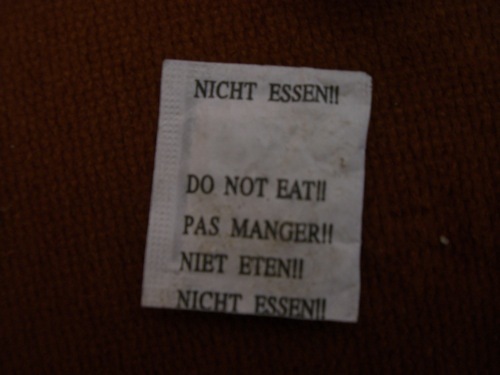 NICHT ESSEN!!
DO NOT EAT!!
PAS MANGER!!
NIET ETEN!!
NICHT ESSEN!!